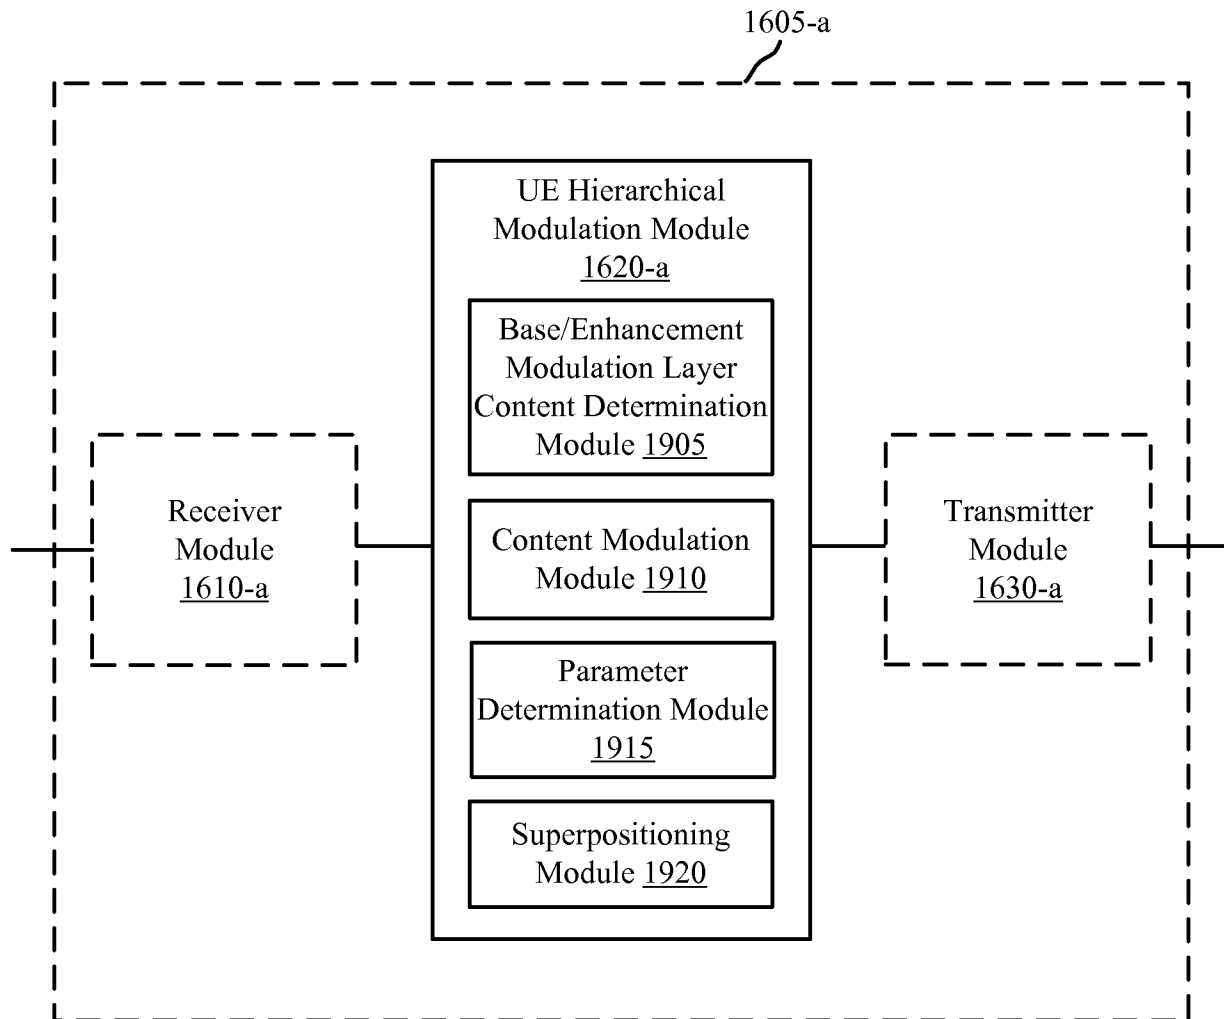 1605-a
UE Hierarchical
Modulation Module
1620-a
Base/Enhancement
Modulation Layer
Content Determination
Module 1905
Receiver
Module
1610-a
Content Modulation
Module 1910
Transmitter
Module
1630-a
Parameter
Determination Module
1915
Superpositioning
Module 1920